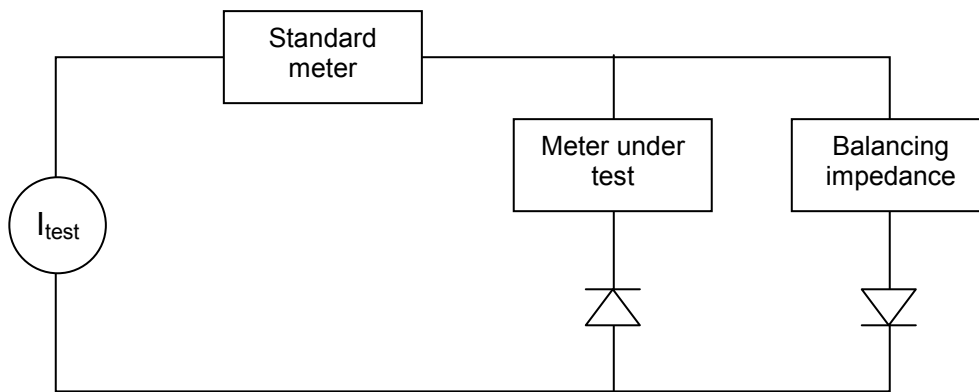 Standard
meter
Meter under
test
Balancing
impedance
Itest